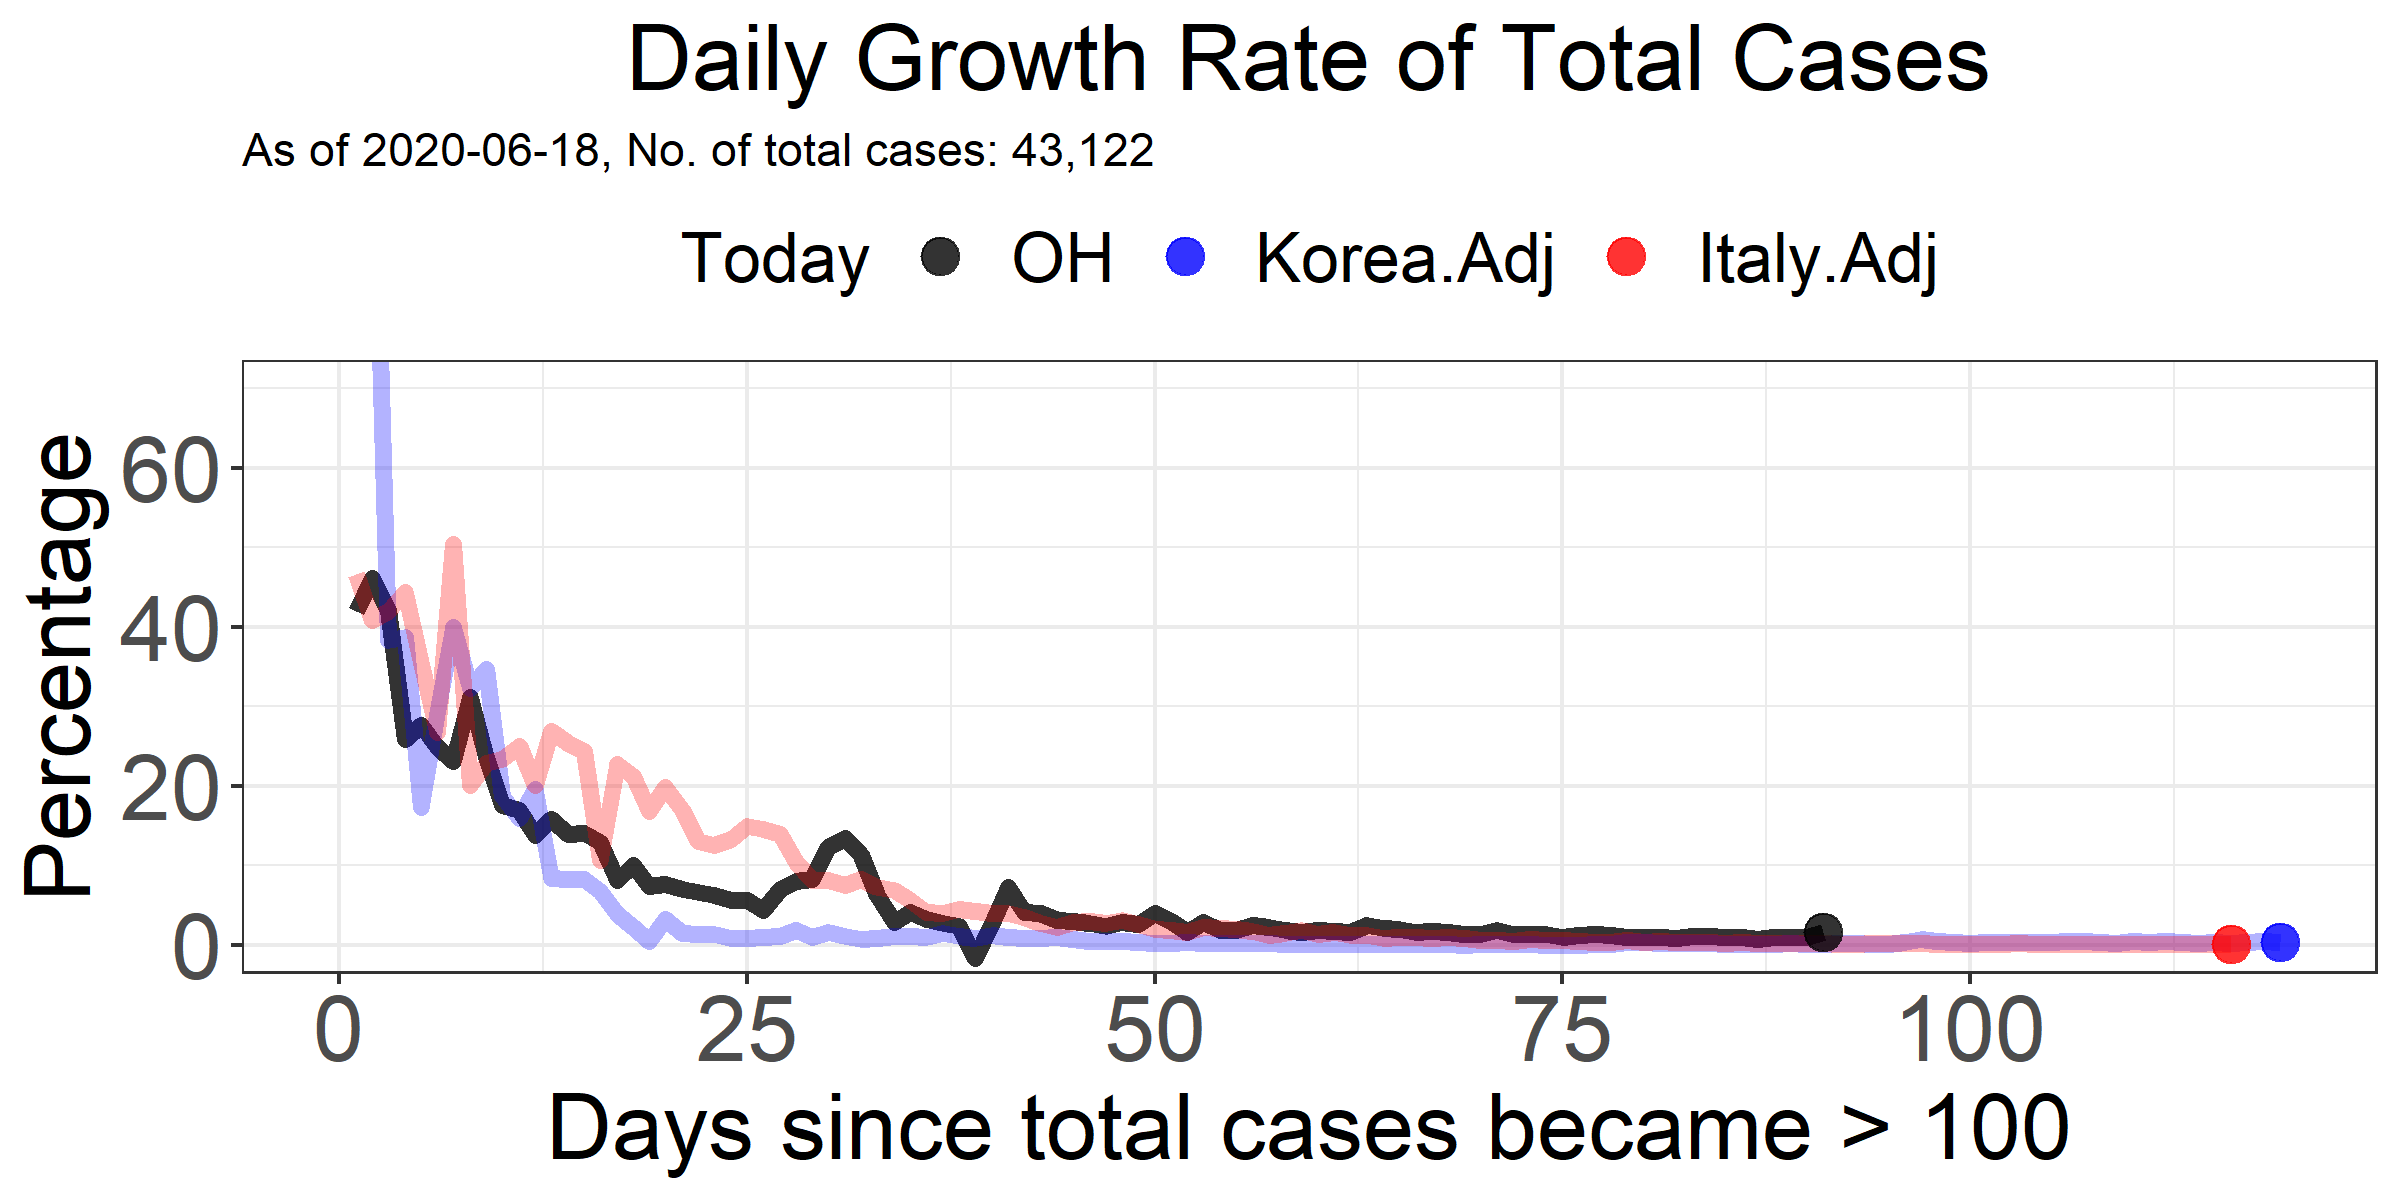 Daily Growth Rate of Total Cases
As of 2020-06-18, No. of total cases: 43,122
Today OH Korea.Adj Italy.Adj
Percentage
60
40
20
0
0 25 50 75 100
Days since total cases became > 100